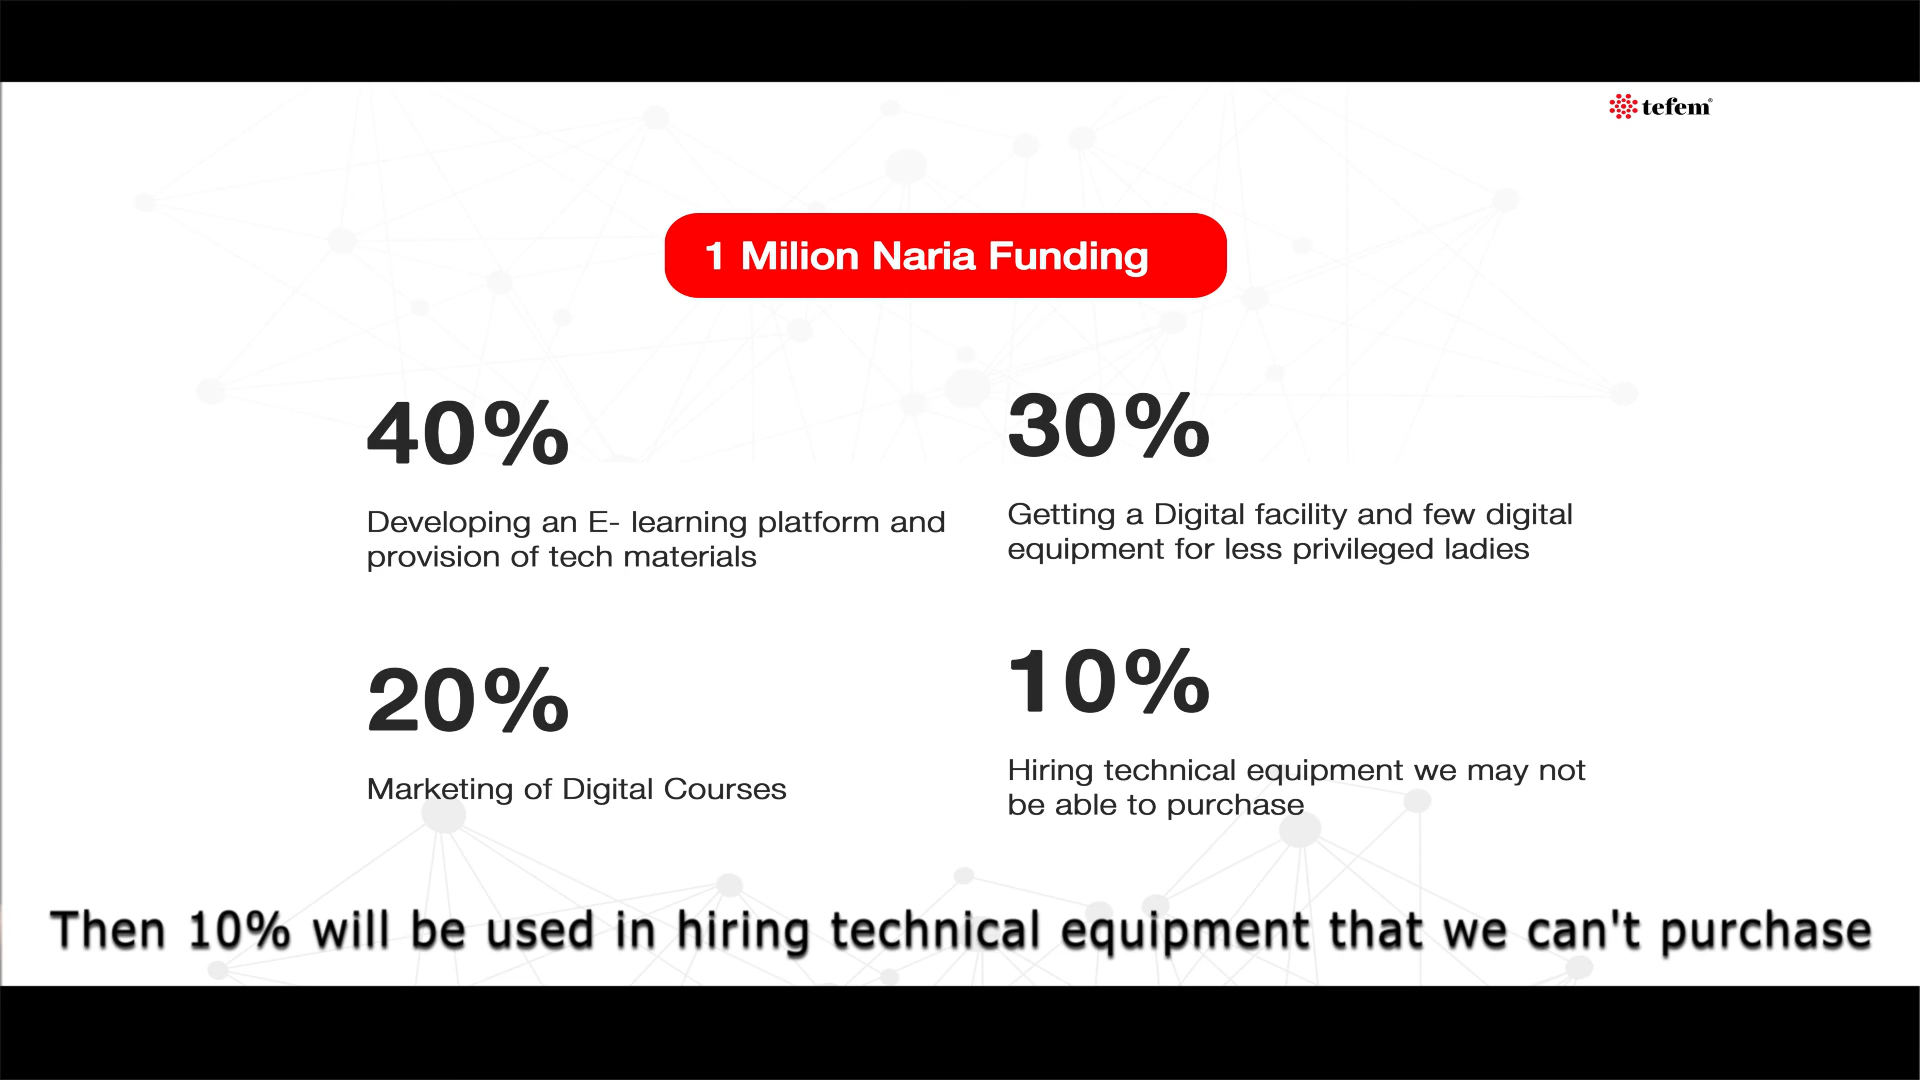 tefem®
1 Milion Naria Funding
40%
Developing an E- learning platform and
provision of tech materials
30%
Getting a Digital facility and few digital
equipment for less privileged ladies
20%
Marketing of Digital Courses
10%
Hiring technical equipment we may not
be able to purchase
Then 10% will be used in hiring technical equipment that we can't purchase